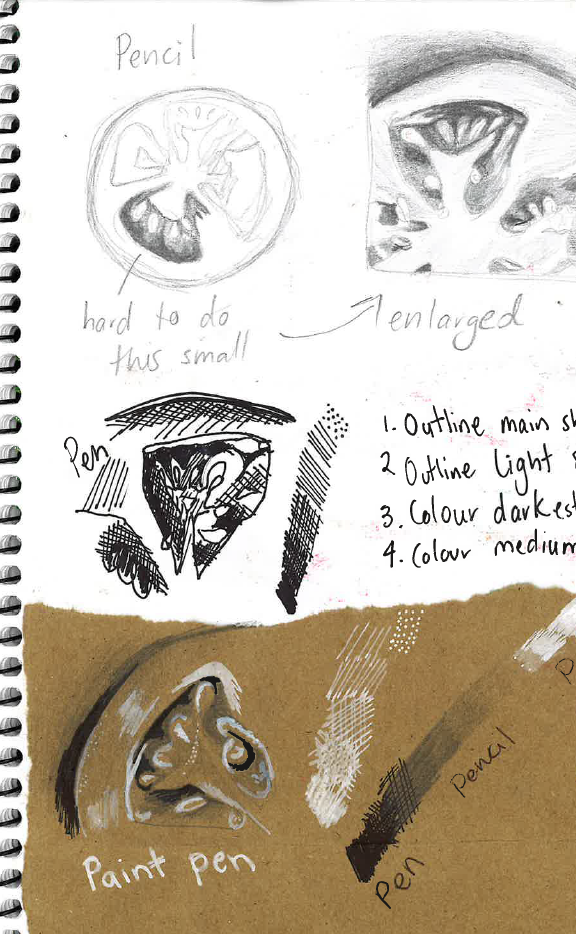 Pencil
hard to do
this small
enlarged
Pen
1. Outline main
2 Outline light
3. Colour darkest
4. Colour medium
Pencil
Paint pen
Pen